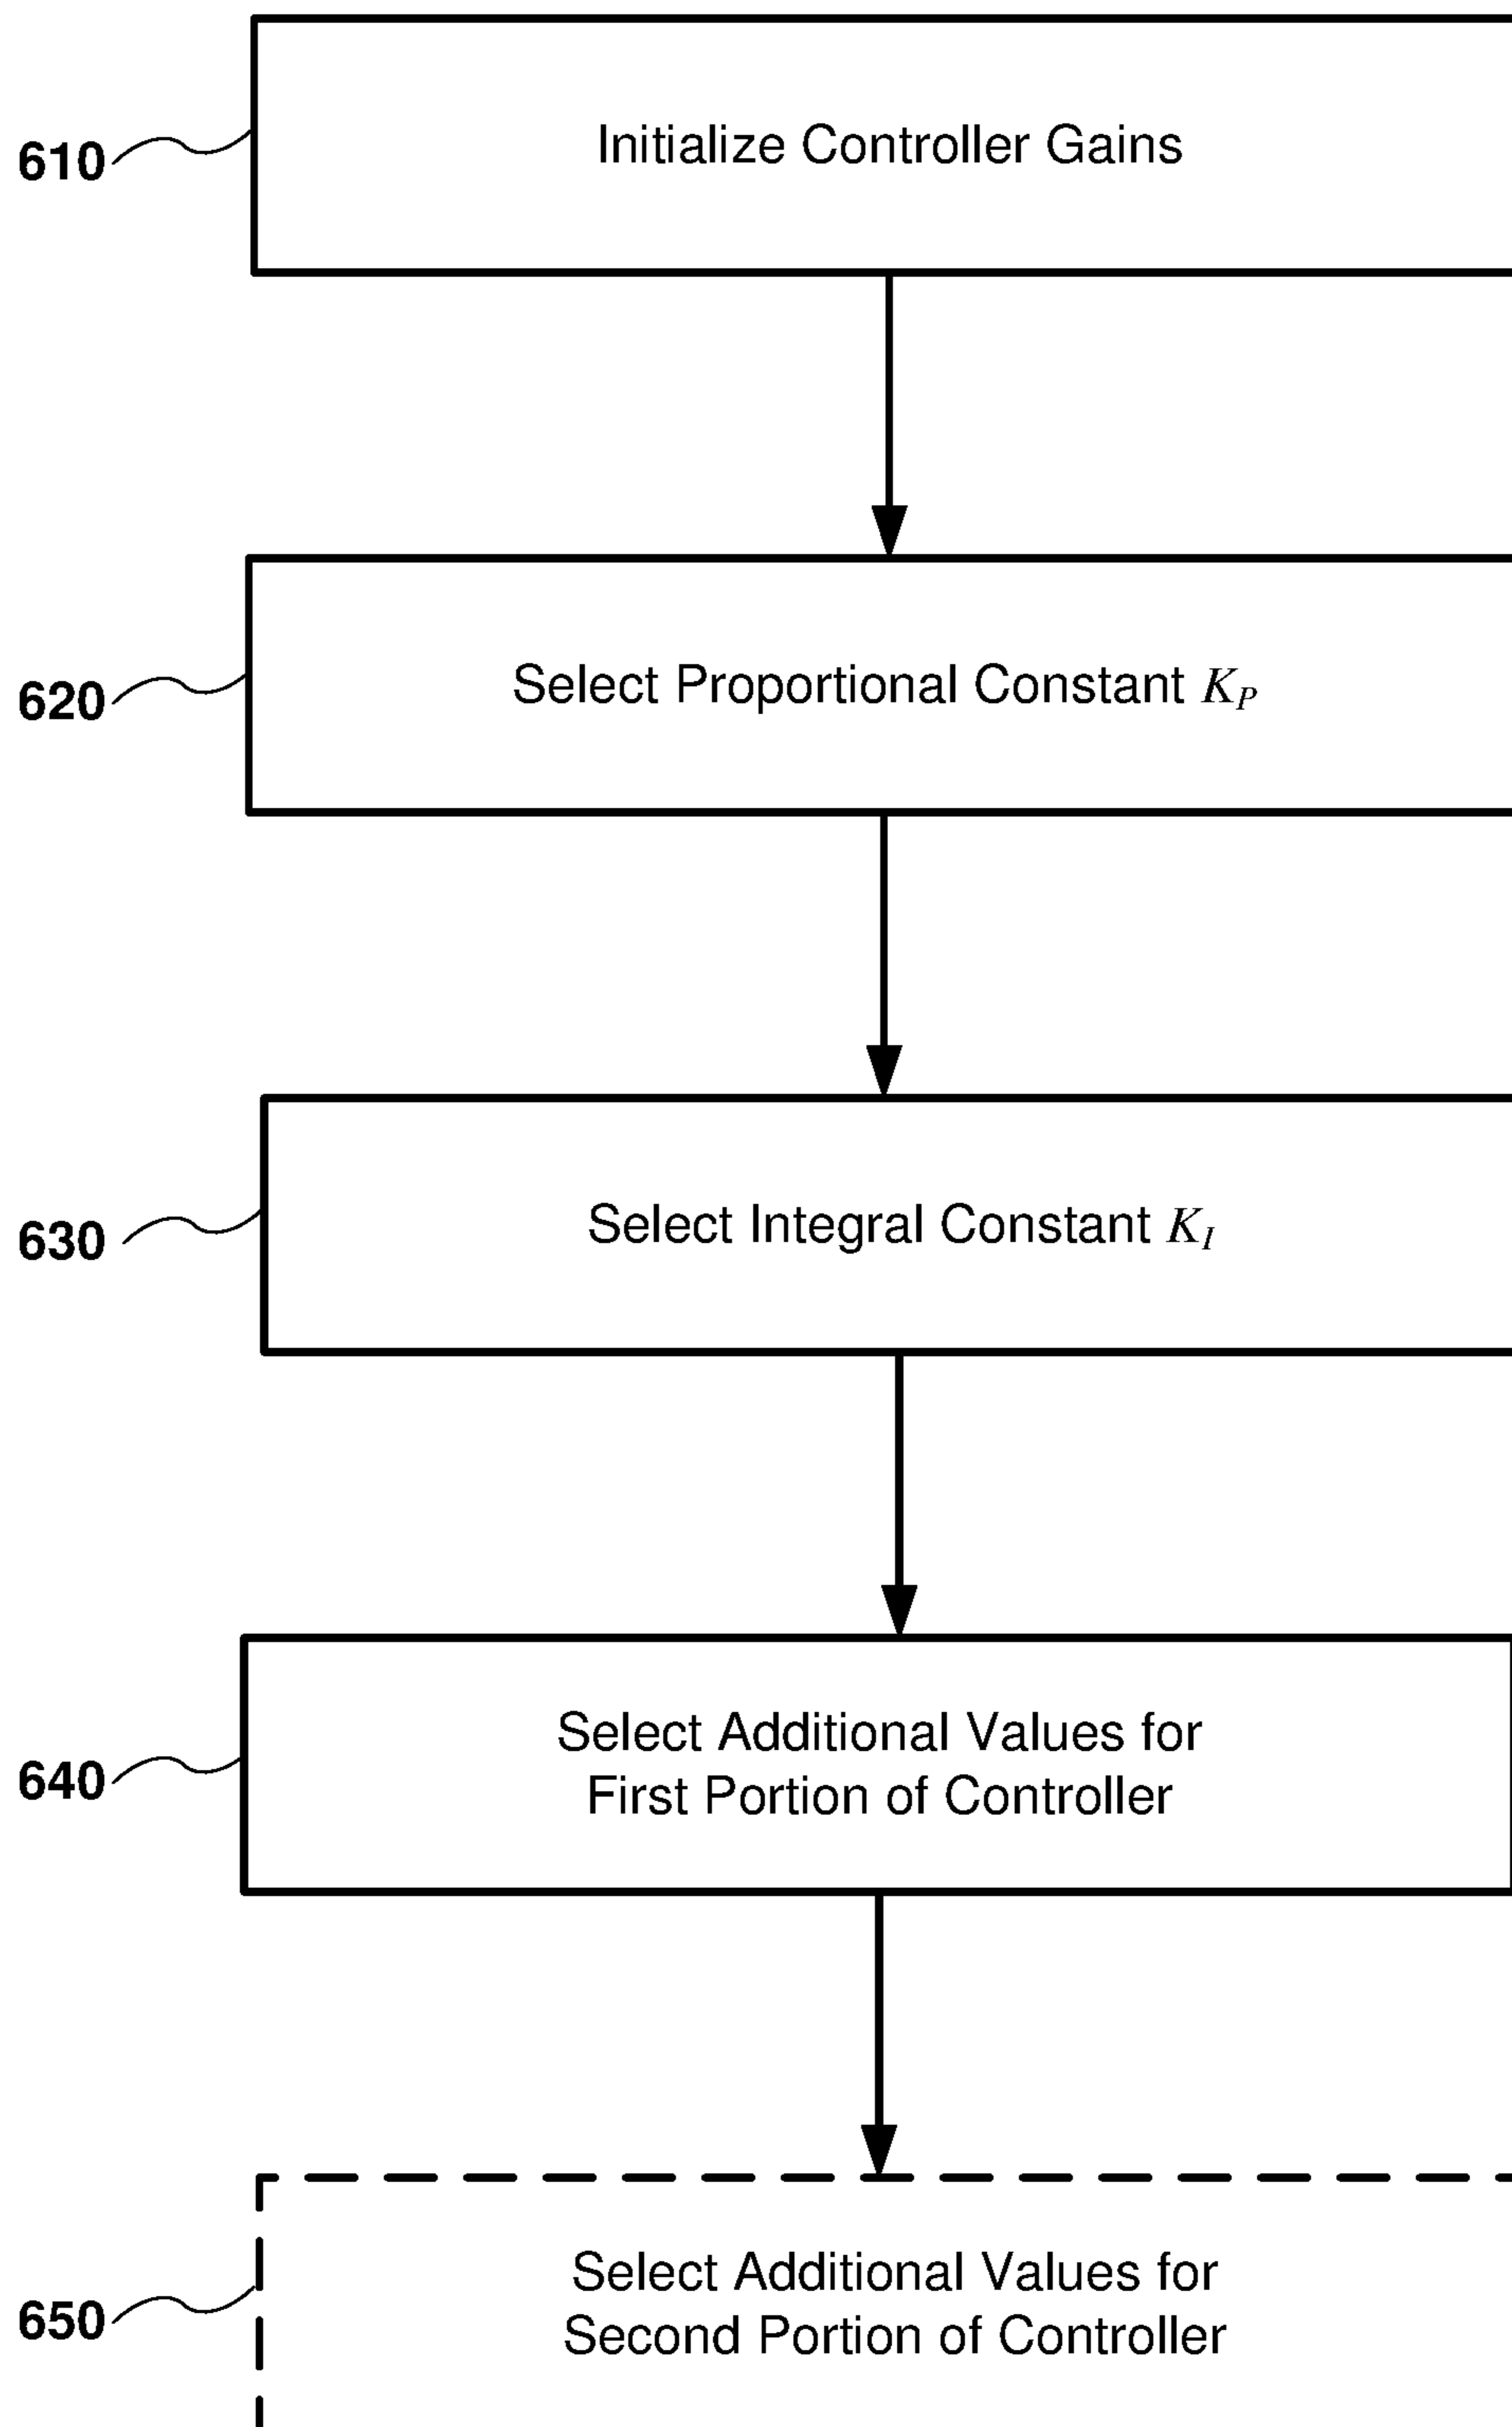 610
Initialize Controller Gains
620
Select Proportional Constant K_P
630
Select Integral Constant K_I
640
Select Additional Values for
First Portion of Controller
650
Select Additional Values for
Second Portion of Controller